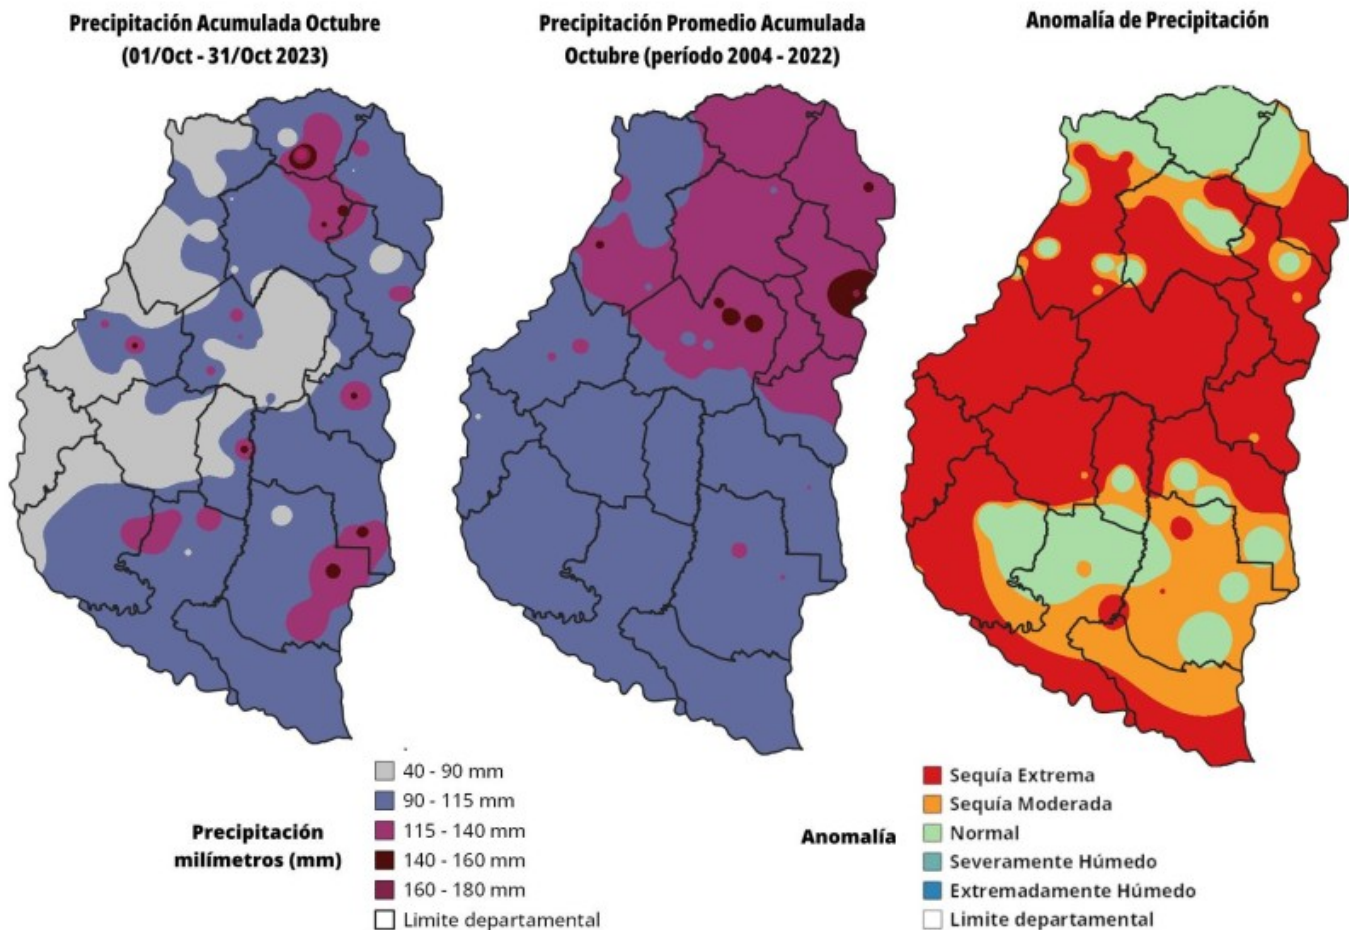 Precipitación Acumulada Octubre
(01/Oct - 31/Oct 2023)
Precipitación Promedio Acumulada
Octubre (período 2004 - 2022)
Anomalía de Precipitación
Precipitación
milímetros (mm)
40 - 90 mm
90 - 115 mm
115 - 140 mm
140 - 160 mm
160 - 180 mm
Limite departamental
Anomalía
Sequía Extrema
Sequía Moderada
Normal
Severamente Húmedo
Extremadamente Húmedo
Limite departamental